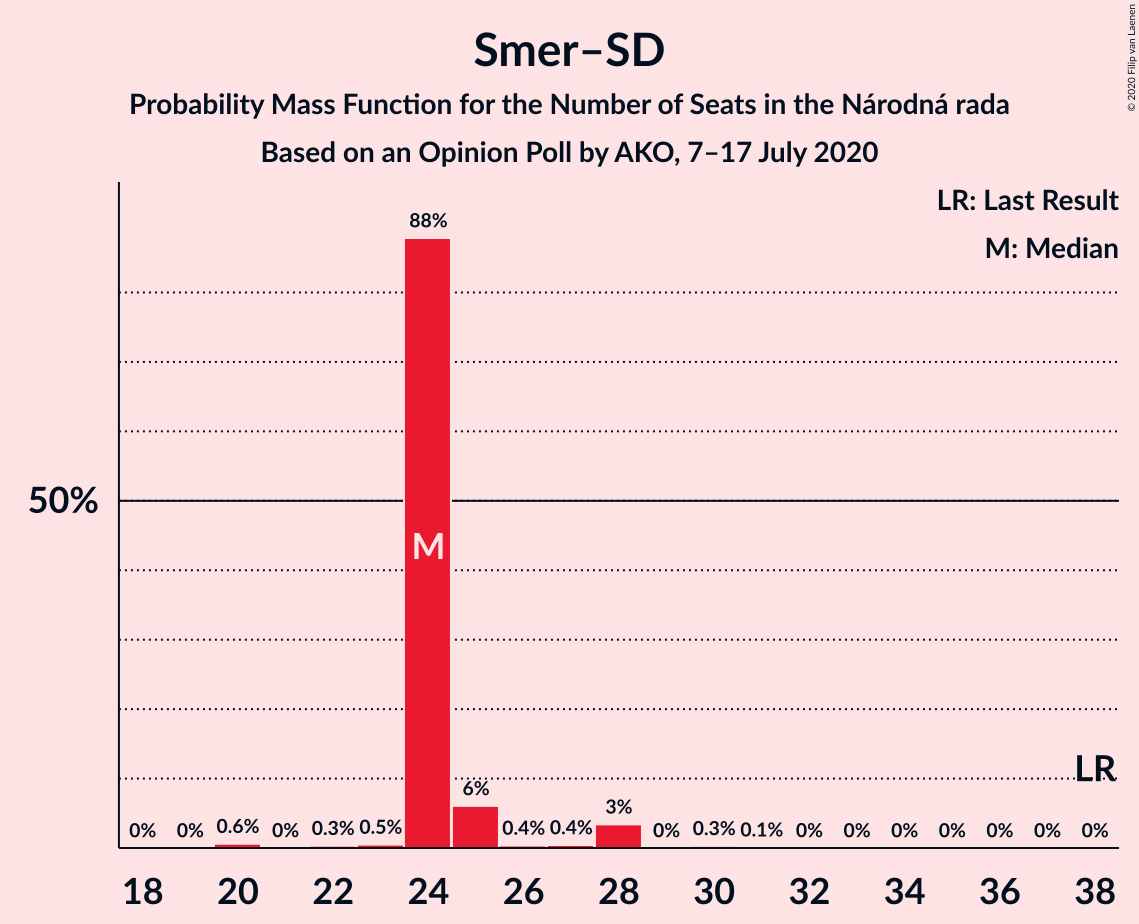 Smer–SD
Probability Mass Function for the Number of Seats in the Národná rada
Based on an Opinion Poll by AKO, 7–17 July 2020
© 2020 Filip van Laenen
LR: Last Result
M: Median
88%
50%
M
LR
6%
3%
0% 0% 0.6% 0% 0.3% 0.5% 0.4% 0.4% 0% 0.3% 0.1% 0% 0% 0% 0% 0% 0% 0%
18 20 22 24 26 28 30 32 34 36 38